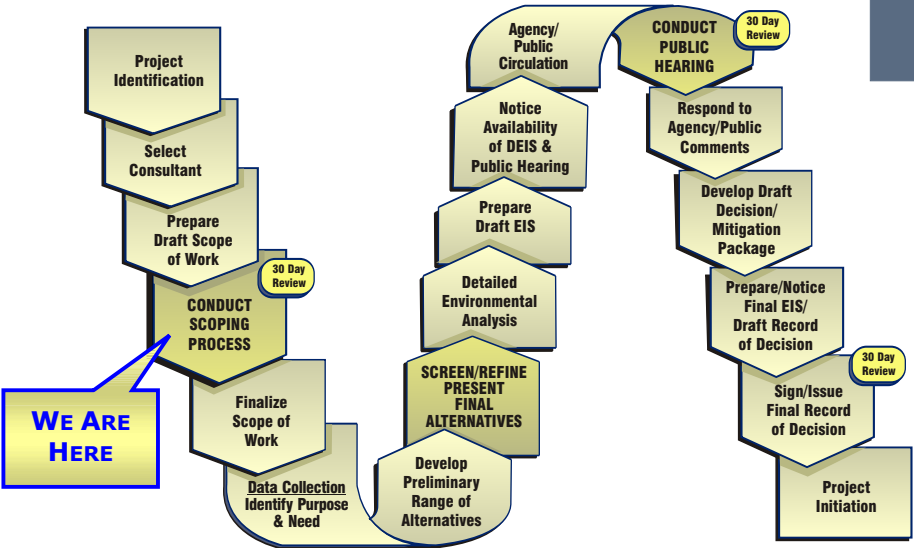 Project
Identification
Select
Consultant
Prepare
Draft Scope
of Work
30 Day
Review
CONDUCT
SCOPING
PROCESS
WE ARE
HERE
Finalize
Scope of
Work
Data Collection
Identify Purpose
& Need
Develop
Preliminary
Range of
Alternatives
SCREEN/REFINE
PRESENT
FINAL
ALTERNATIVES
Detailed
Environmental
Analysis
Prepare
Draft EIS
Notice
Availability
of DEIS &
Public Hearing
Agency/
Public
Circulation
CONDUCT
PUBLIC
HEARING
30 Day
Review
Respond to
Agency/Public
Comments
Develop Draft
Decision/
Mitigation
Package
Prepare/Notice
Final EIS/
Draft Record
of Decision
30 Day
Review
Sign/Issue
Final Record
of Decision
Project
Initiation